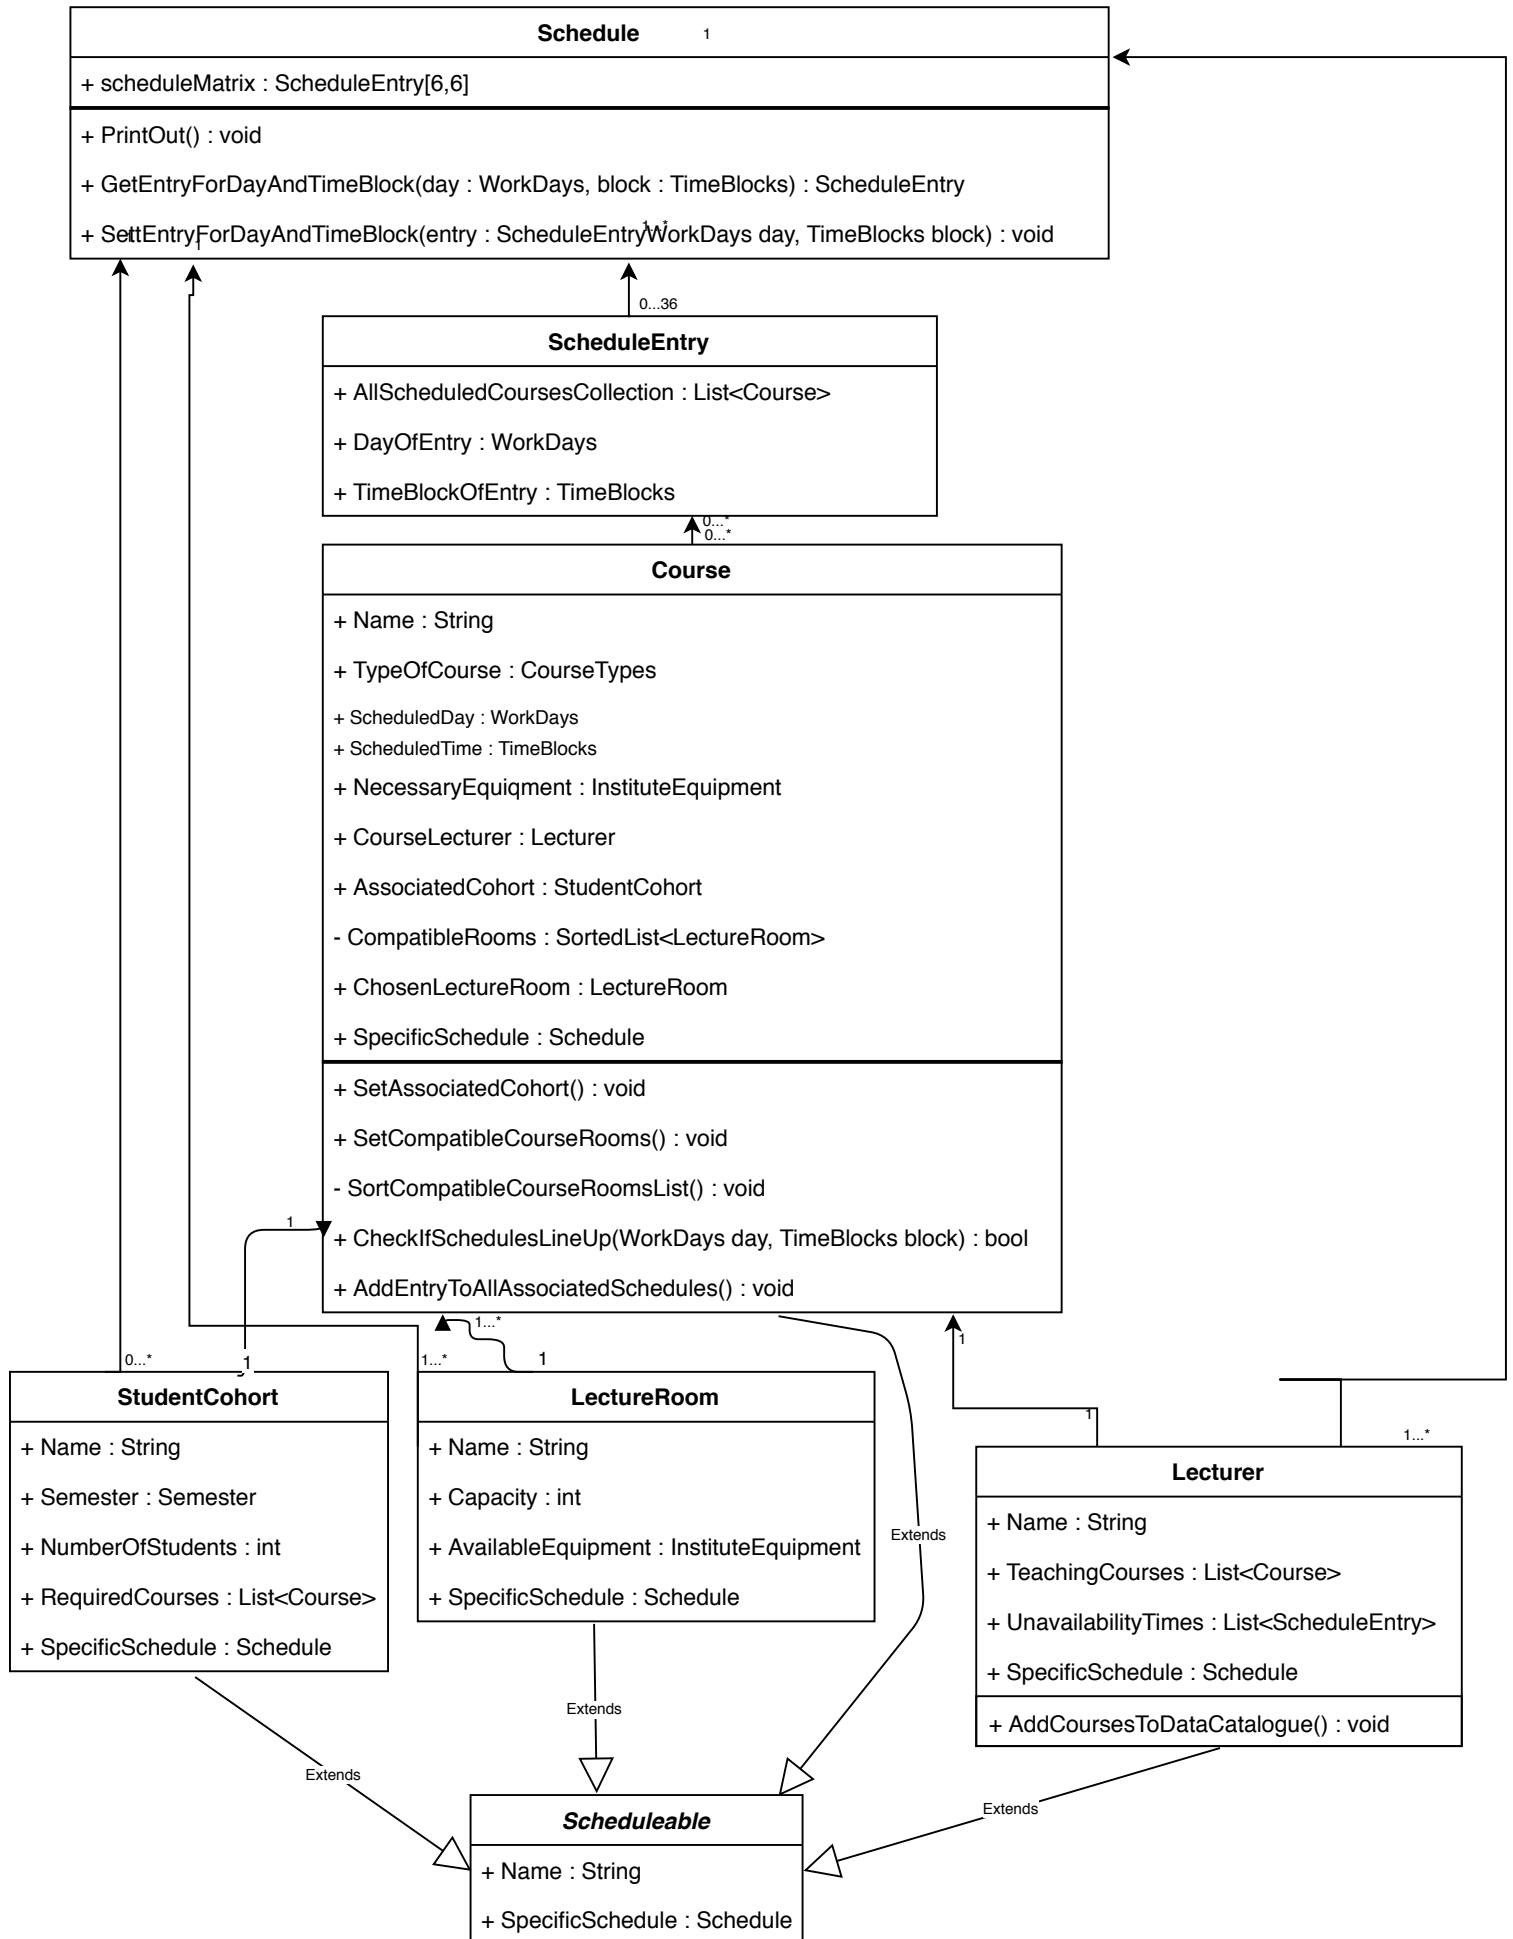 Schedule 1
+ scheduleMatrix : ScheduleEntry[6,6]
+ PrintOut() : void
+ GetEntryForDayAndTimeBlock(day : WorkDays, block : TimeBlocks) : ScheduleEntry
1...*
+ SettEntryForDayAndTimeBlock(entry : ScheduleEntryWorkDays day, TimeBlocks block) : void
0...36
ScheduleEntry
+ AllScheduledCoursesCollection : List<Course>
+ DayOfEntry : WorkDays
+ TimeBlockOfEntry : TimeBlocks
0...*
0...*
Course
+ Name : String
+ TypeOfCourse : CourseTypes
+ ScheduledDay : WorkDays
+ ScheduledTime : TimeBlocks
+ NecessaryEquiqment : InstituteEquipment
+ CourseLecturer : Lecturer
+ AssociatedCohort : StudentCohort
- CompatibleRooms : SortedList<LectureRoom>
+ ChosenLectureRoom : LectureRoom
+ SpecificSchedule : Schedule
+ SetAssociatedCohort() : void
+ SetCompatibleCourseRooms() : void
- SortCompatibleCourseRoomsList() : void
1
+ CheckIfSchedulesLineUp(WorkDays day, TimeBlocks block) : bool
+ AddEntryToAllAssociatedSchedules() : void
1...*
1
0...*
1
1...*
1
StudentCohort
+ Name : String
+ Semester : Semester
+ NumberOfStudents : int
+ RequiredCourses : List<Course>
+ SpecificSchedule : Schedule
LectureRoom
+ Name : String
+ Capacity : int
+ AvailableEquipment : InstituteEquipment
+ SpecificSchedule : Schedule
1
1...*
Lecturer
+ Name : String
+ TeachingCourses : List<Course>
+ UnavailabilityTimes : List<ScheduleEntry>
+ SpecificSchedule : Schedule
+ AddCoursesToDataCatalogue() : void
Extends
Extends
Extends
Extends
Scheduleable
+ Name : String
+ SpecificSchedule : Schedule